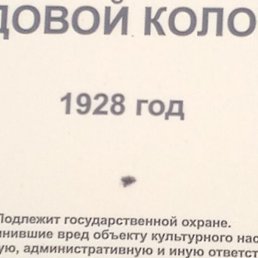 ДОВОЙ КОЛО
1928 год
Подлежит государственной охране.
нившие вред объекту культурного нас
ую, административную и иную ответст